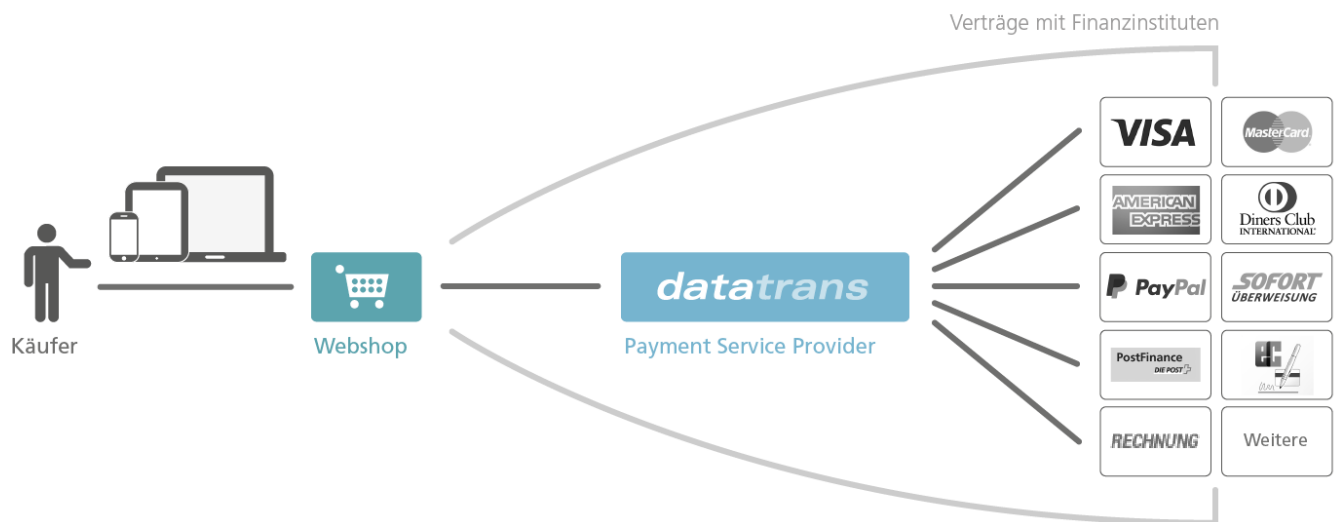 Verträge mit Finanzinstituten
VISA
MasterCard
AMERICAN
EXPRESS
Diners Club
INTERNATIONAL
datatrans
PayPal
SOFORT
ÜBERWEISUNG
Käufer
Webshop
Payment Service Provider
PostFinance
DIE POST
ec
RECHNUNG
Weitere